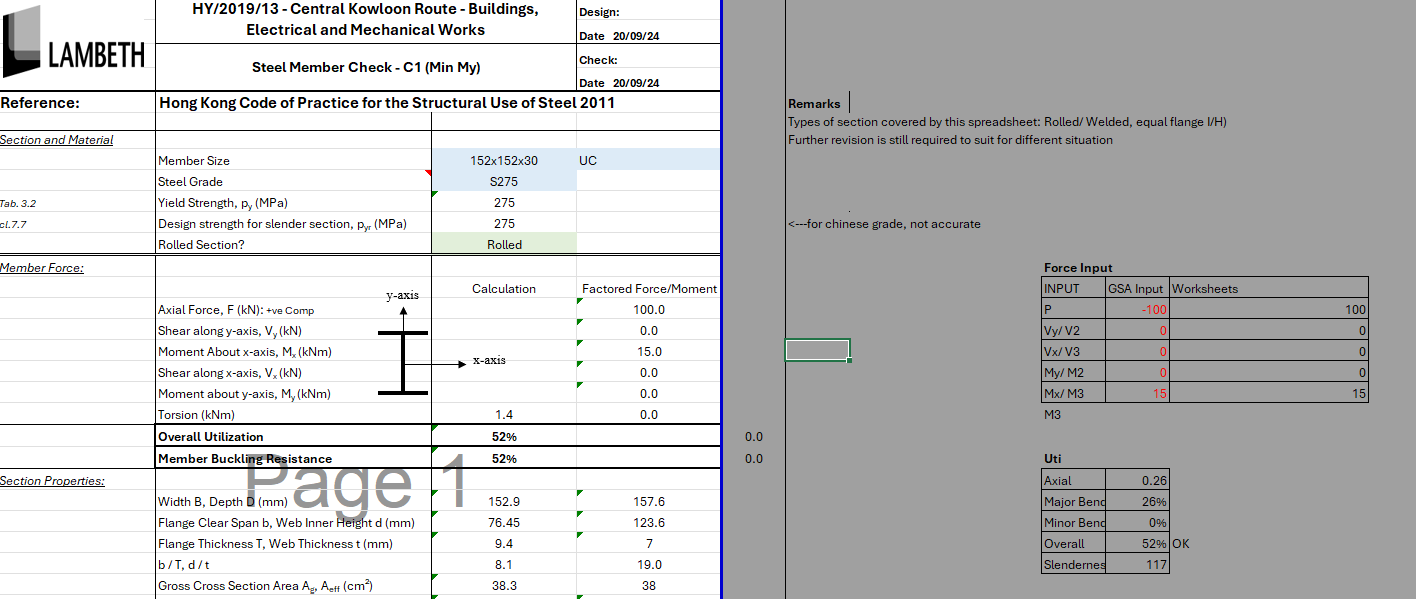 LAMBETH
HY/2019/13 - Central Kowloon Route - Buildings,
Electrical and Mechanical Works
Design:
Date 20/09/24
Steel Member Check - C1 (Min My)
Check:
Date 20/09/24
Reference:
Hong Kong Code of Practice for the Structural Use of Steel 2011
Remarks
Types of section covered by this spreadsheet: Rolled/ Welded, equal flange I/H)
Further revision is still required to suit for different situation
Section and Material
Member Size 152x152x30 UC
Steel Grade S275
Tab. 3.2 Yield Strength, py (MPa) 275
cl.7.7 Design strength for slender section, pyr (MPa) 275
<---for chinese grade, not accurate
Rolled Section? Rolled
Member Force:
Calculation Factored Force/Moment
y-axis
x-axis
Axial Force, F (kN): +ve Comp 100.0
Shear along y-axis, Vy (kN) 0.0
Moment About x-axis, Mx (kNm) 15.0
Shear along x-axis, Vx (kN) 0.0
Moment about y-axis, My (kNm) 0.0
Torsion (kNm) 1.4 0.0
Overall Utilization 52% 0.0
Member Buckling Resistance 52% 0.0
Page 1
Section Properties:
Width B, Depth D (mm) 152.9 157.6
Flange Clear Span b, Web Inner Height d (mm) 76.45 123.6
Flange Thickness T, Web Thickness t (mm) 9.4 7
b / T, d / t 8.1 19.0
Gross Cross Section Area Ag, Aeff (cm²) 38.3 38
Force Input
INPUT GSA Input Worksheets
P -100 100
Vy/ V2 0 0
Vx/ V3 0 0
My/ M2 0 0
Mx/ M3 15 15
M3
Uti
Axial 0.26
Major Bend 26%
Minor Bend 0%
Overall 52% OK
Slendernes 117